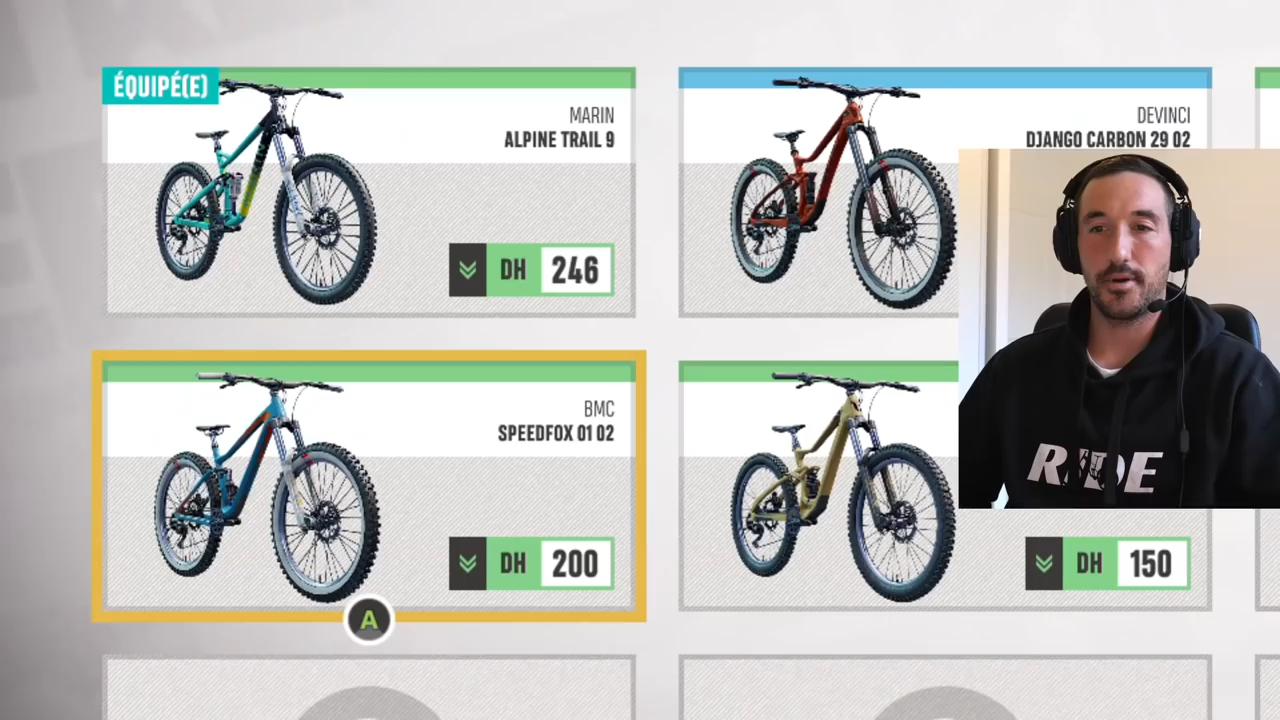 ÉQUIPÉ(E)
MARIN
ALPINE TRAIL 9
DH 246
DEVINCI
DJANGO CARBON 29 02
BMC
SPEEDFOX 01 02
DH 200
A
DH 150
RIDE